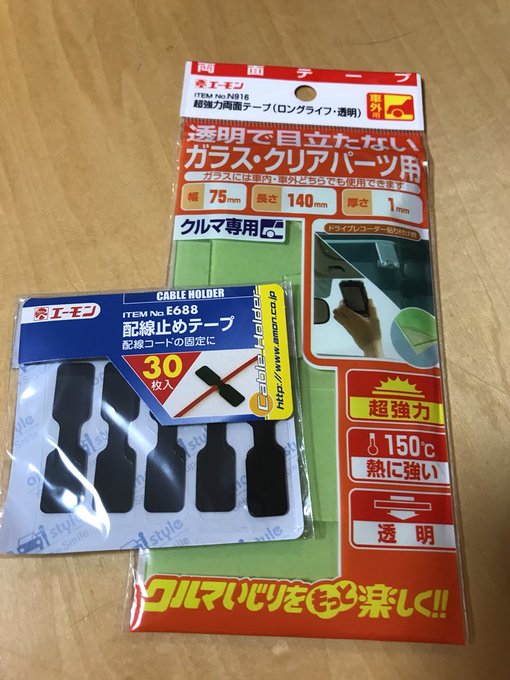 両面テープ
エーモン
ITEM No.N916
超強力両面テープ(ロングライフ・透明)
車外用
透明で目立たない
ガラス・クリアパーツ用
ガラスには車内・車外どちらでも使用できます
幅 75mm 長さ 140mm 厚さ 1mm
クルマ専用
ドライブレコーダー貼り付け例
超強力
150℃
熱に強い
透明
クルマいじりをもっと楽しく!!
CABLE HOLDER
エーモン
ITEM No.E688
配線止めテープ
配線コードの固定に
30
枚入
Cable Holder
http://www.amon.co.jp
style
Smile
style